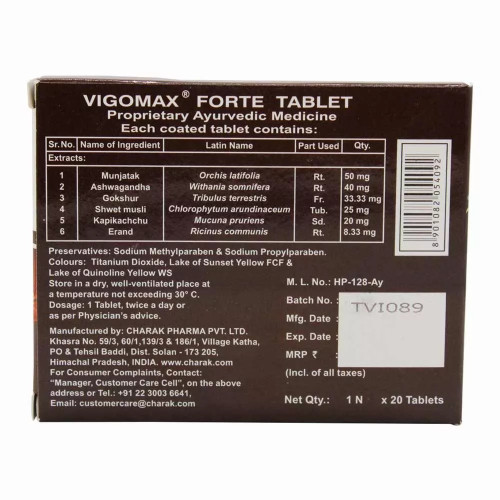 VIGOMAX® FORTE TABLET
Proprietary Ayurvedic Medicine
Each coated tablet contains:
Sr.No. Name of Ingredient Latin Name Part Used Qty.
Extracts:
1 Munjatak Orchis latifolia Rt. 50 mg
2 Ashwagandha Withania somnifera Rt. 40 mg
3 Gokshur Tribulus terrestris Fr. 33.33 mg
4 Shwet musli Chlorophytum arundinaceum Tub. 25 mg
5 Kapikachchu Mucuna pruriens Sd. 20 mg
6 Erand Ricinus communis Rt. 8.33 mg
8 901082 054092
Preservatives: Sodium Methylparaben & Sodium Propylparaben.
Colours: Titanium Dioxide, Lake of Sunset Yellow FCF &
Lake of Quinoline Yellow WS
Store in a dry, well-ventilated place at
a temperature not exceeding 30° C.
Dosage: 1 Tablet, twice a day or
as per Physician's advice.
Manufactured by: CHARAK PHARMA PVT. LTD.
Khasra No. 59/3, 60/1,139/3 & 186/1, Village Katha,
PO & Tehsil Baddi, Dist. Solan - 173 205,
Himachal Pradesh, INDIA. www.charak.com
For Consumer Complaints, Contact:
"Manager, Customer Care Cell", on the above
address or Tel.: +91 22 3003 6641,
Email: customercare@charak.com
M. L. No.: HP-128-Ay
Batch No. : TVI089
Mfg. Date :
Exp. Date :
MRP ₹ :
(Incl. of all taxes)
Net Qty.: 1 N x 20 Tablets